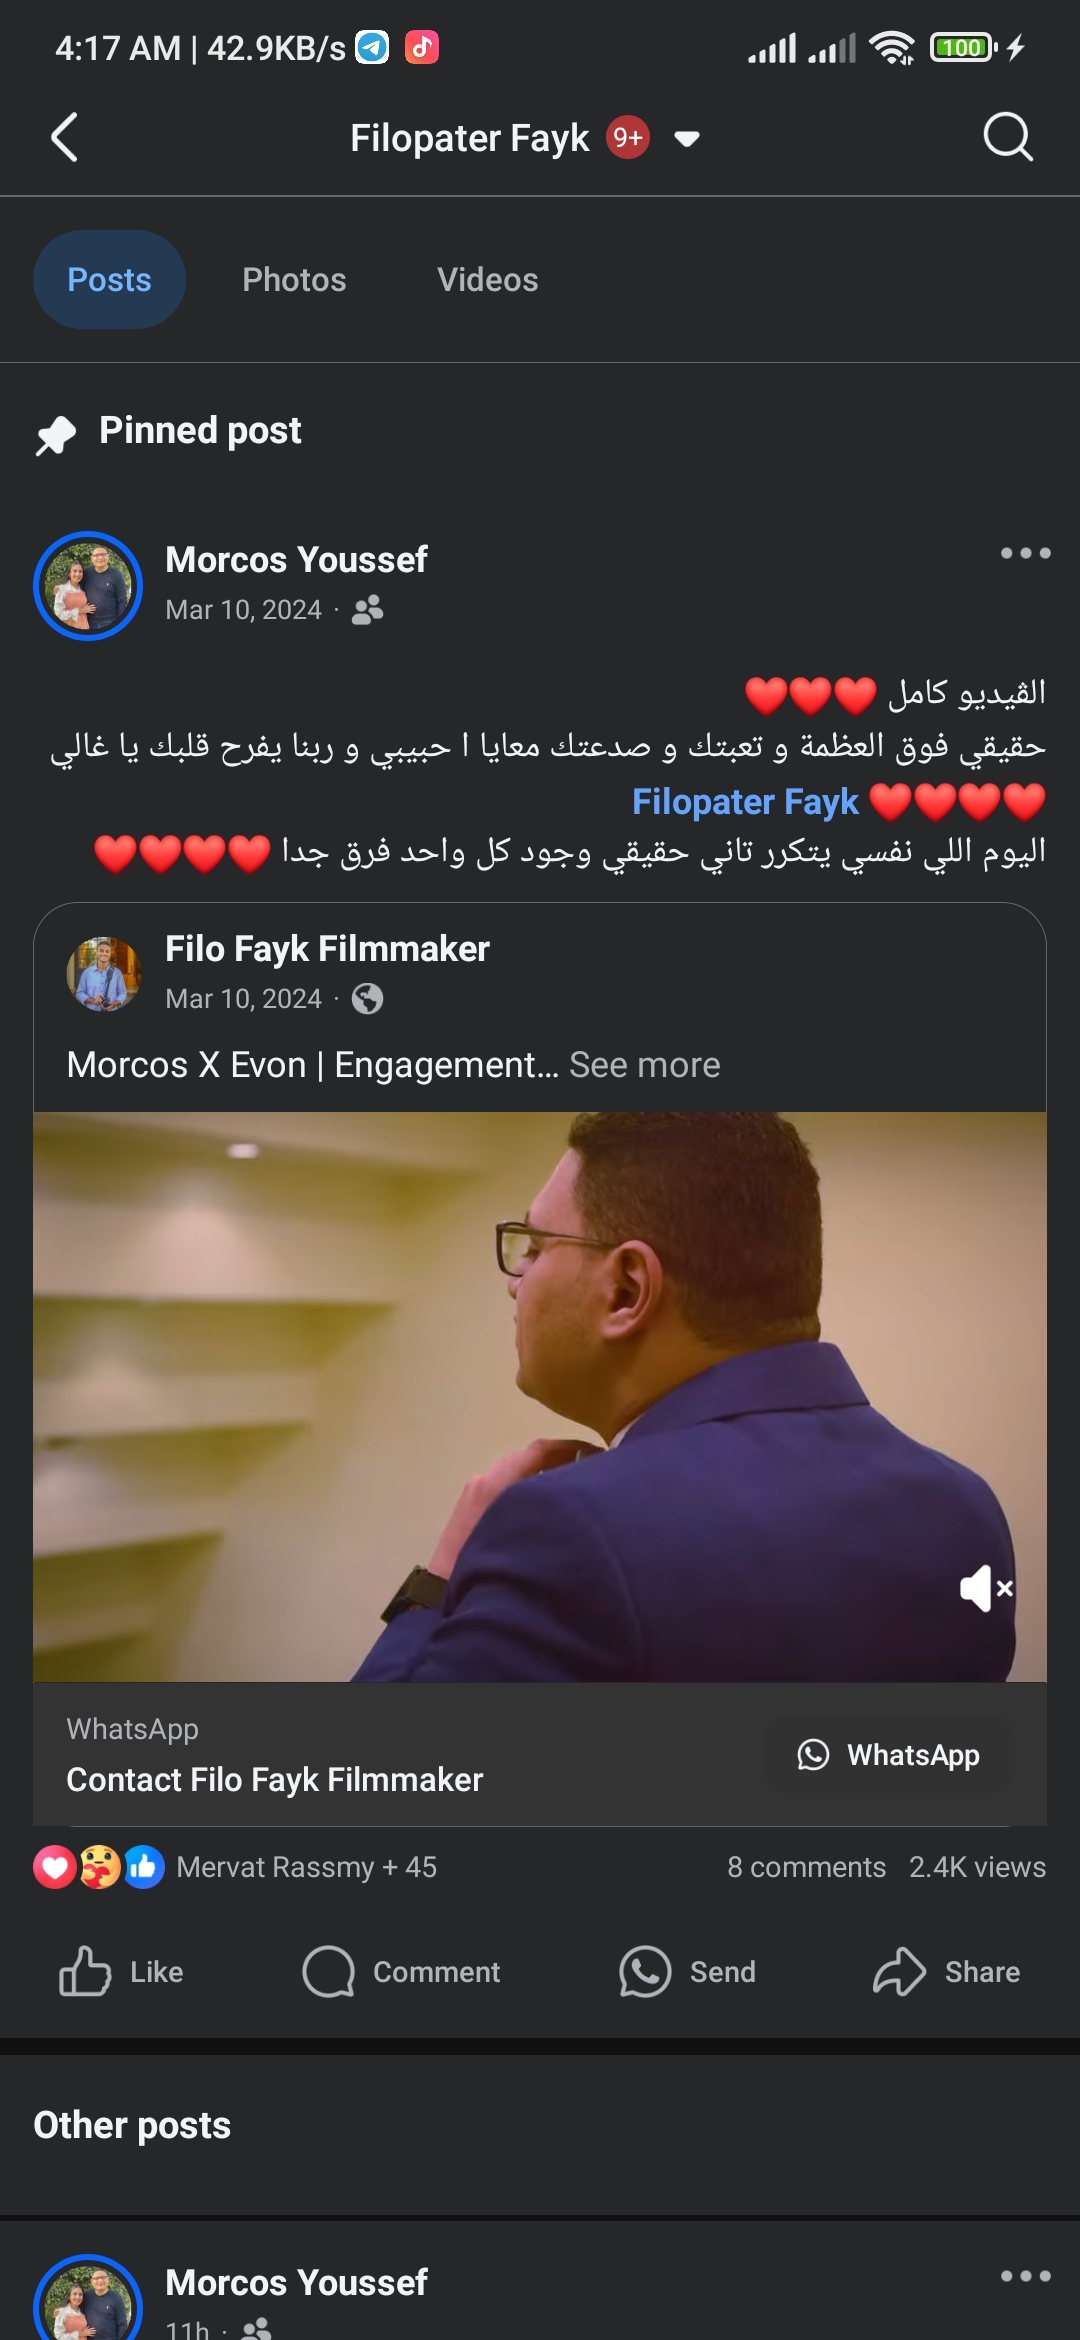 4:17 AM | 42.9KB/s
100
Filopater Fayk 9+
Posts Photos Videos
Pinned post
Morcos Youssef
Mar 10, 2024 ·
الڤيديو كامل ❤️❤️❤️
حقيقي فوق العظمة و تعبتك و صدعتك معايا ا حبيبي و ربنا يفرح قلبك يا غالي
❤️❤️❤️❤️ Filopater Fayk
اليوم اللي نفسي يتكرر تاني حقيقي وجود كل واحد فرق جدا ❤️❤️❤️❤️
Filo Fayk Filmmaker
Mar 10, 2024 ·
Morcos X Evon | Engagement... See more
WhatsApp
Contact Filo Fayk Filmmaker
WhatsApp
Mervat Rassmy + 45 8 comments 2.4K views
Like Comment Send Share
Other posts
Morcos Youssef
11h ·